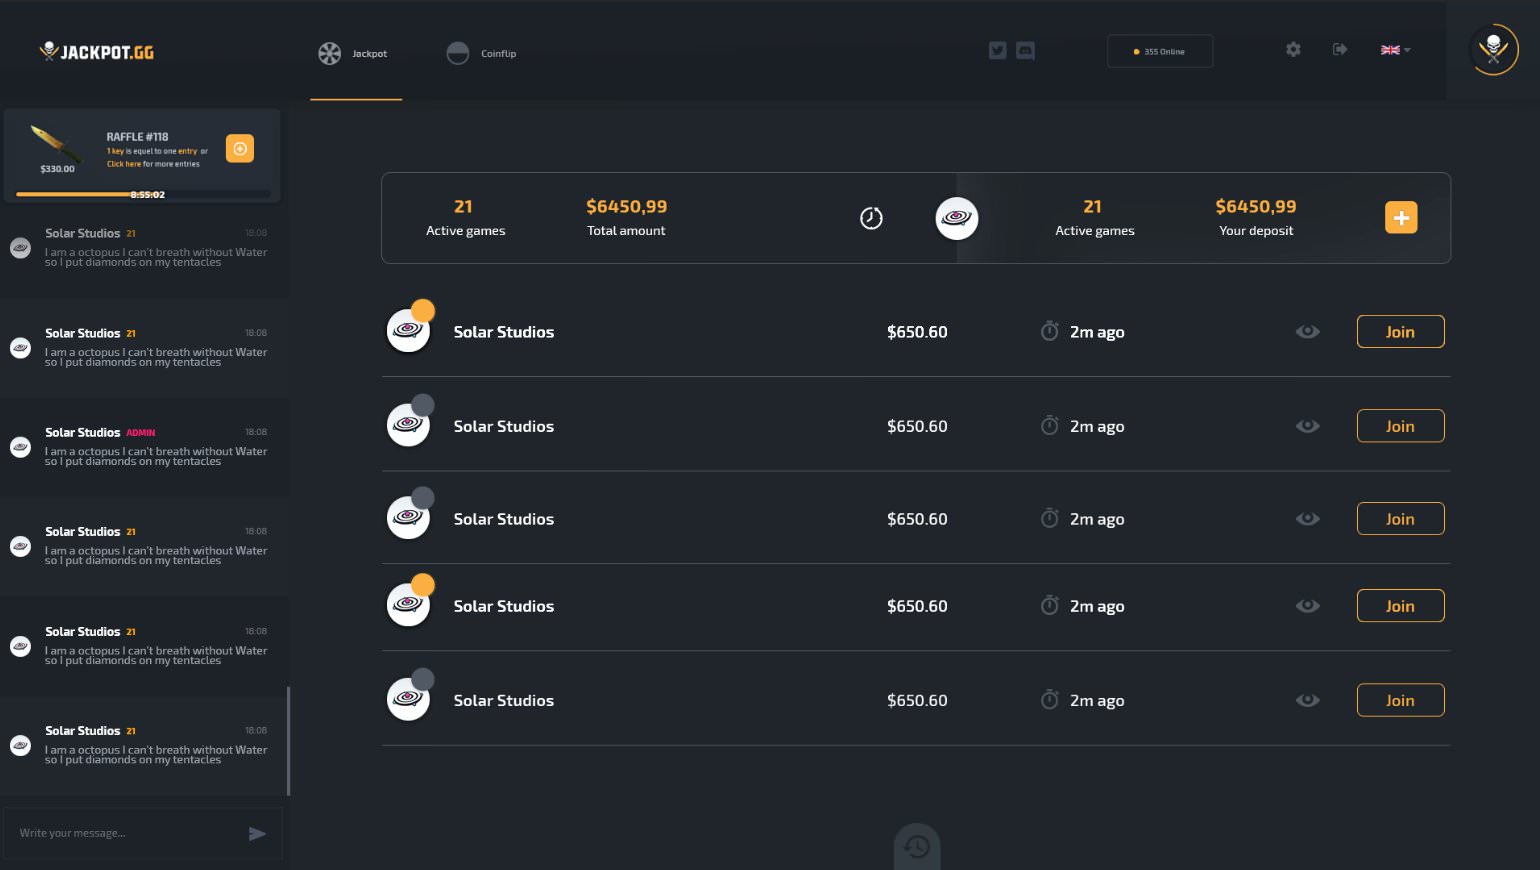 JACKPOT.GG
Jackpot
Coinflip
355 Online
RAFFLE #118
1 key is equal to one entry or
Click here for more entries
$330.00
8:55:02
Solar Studios 21 18:08
I am a octopus I can't breath without Water
so I put diamonds on my tentacles
Solar Studios 21 18:08
I am a octopus I can't breath without Water
so I put diamonds on my tentacles
Solar Studios ADMIN 18:08
I am a octopus I can't breath without Water
so I put diamonds on my tentacles
Solar Studios 21 18:08
I am a octopus I can't breath without Water
so I put diamonds on my tentacles
Solar Studios 21 18:08
I am a octopus I can't breath without Water
so I put diamonds on my tentacles
Solar Studios 21 18:08
I am a octopus I can't breath without Water
so I put diamonds on my tentacles
Write your message...
21 $6450,99
Active games Total amount
21 $6450,99
Active games Your deposit
Solar Studios $650.60 2m ago Join
Solar Studios $650.60 2m ago Join
Solar Studios $650.60 2m ago Join
Solar Studios $650.60 2m ago Join
Solar Studios $650.60 2m ago Join